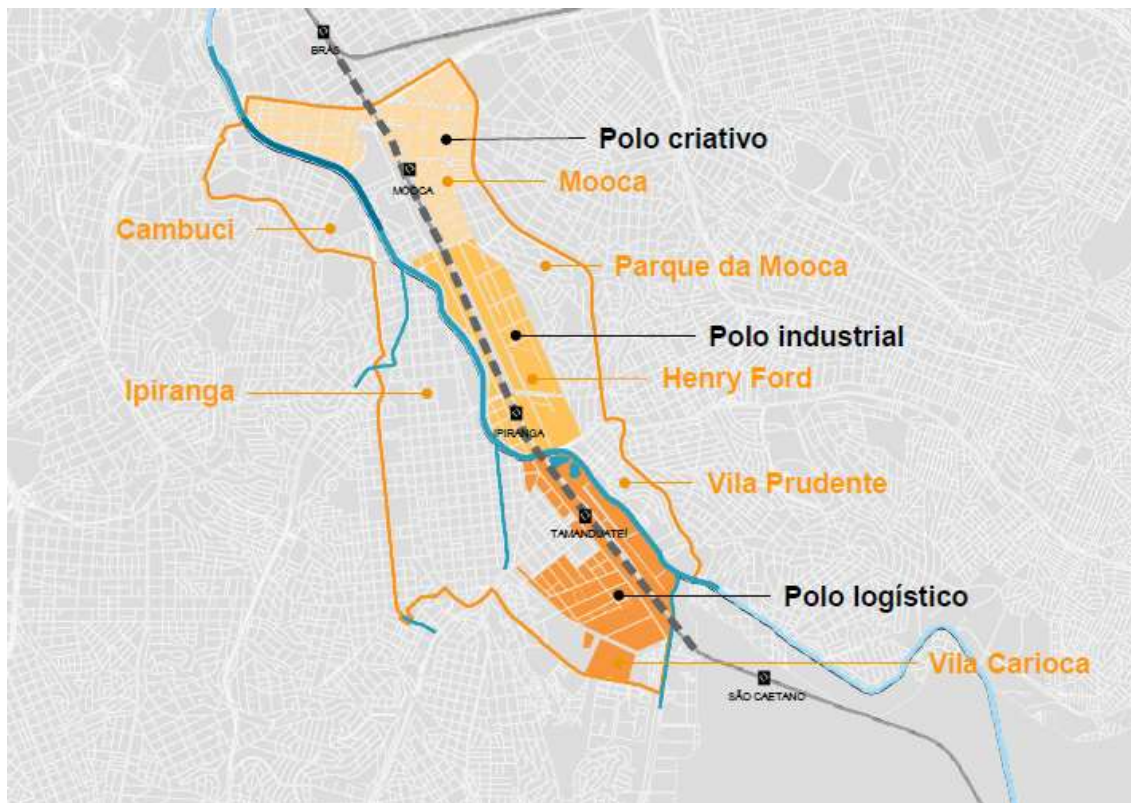 BRÁS
Polo criativo
MOOCA
Mooca
Cambuci
Parque da Mooca
Polo industrial
Henry Ford
Ipiranga
IPIRANGA
Vila Prudente
TAMANDUATEÍ
Polo logístico
Vila Carioca
SÃO CAETANO